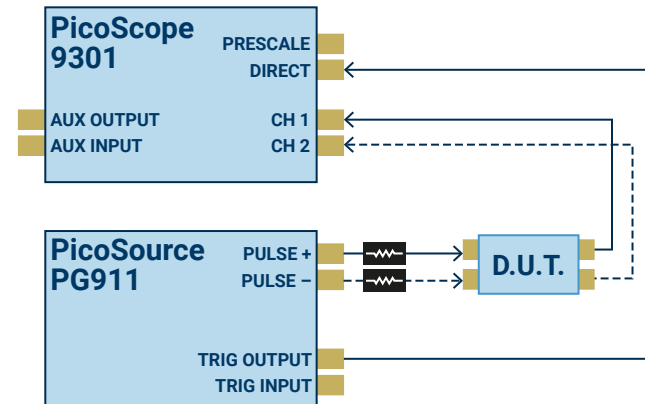 PicoScope
9301
PRESCALE
DIRECT
AUX OUTPUT
CH 1
AUX INPUT
CH 2
PicoSource
PG911
PULSE +
PULSE –
D.U.T.
TRIG OUTPUT
TRIG INPUT